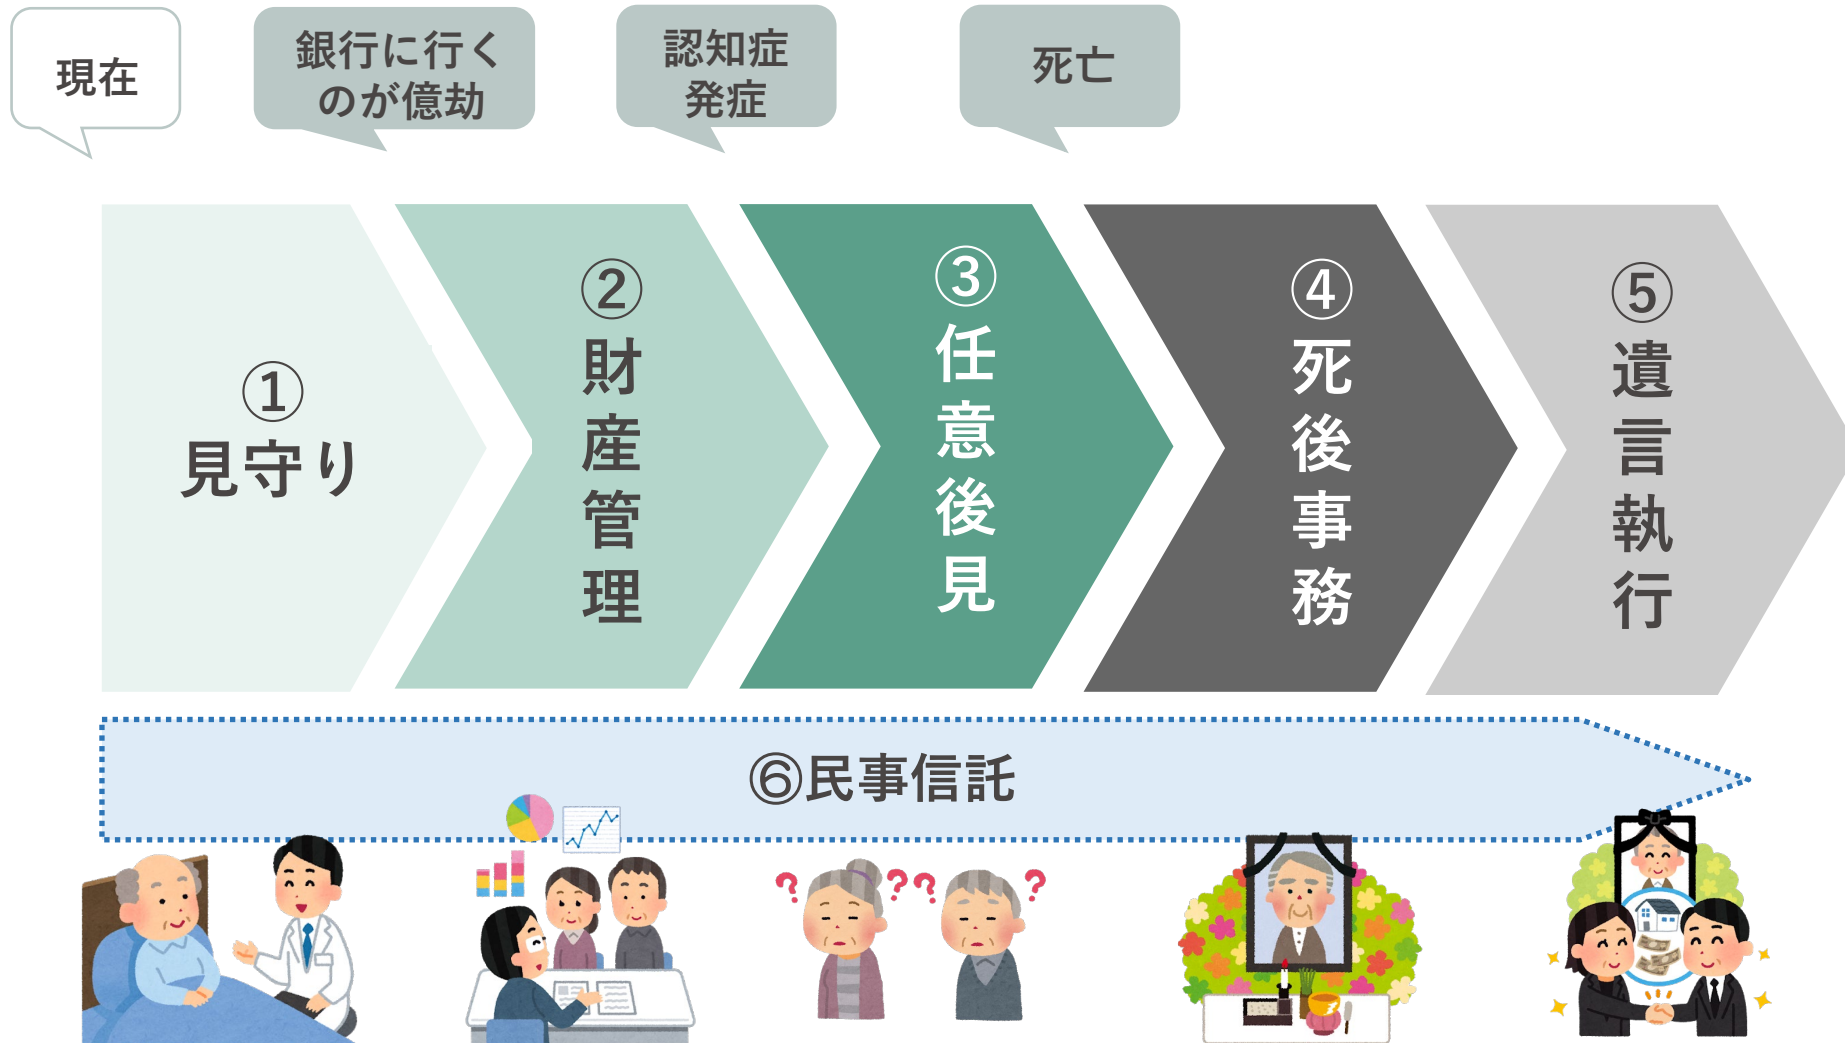 現在
銀行に行く
のが億劫
認知症
発症
死亡
①
見守り
②
財産管理
③
任意後見
④
死後事務
⑤
遺言執行
⑥民事信託